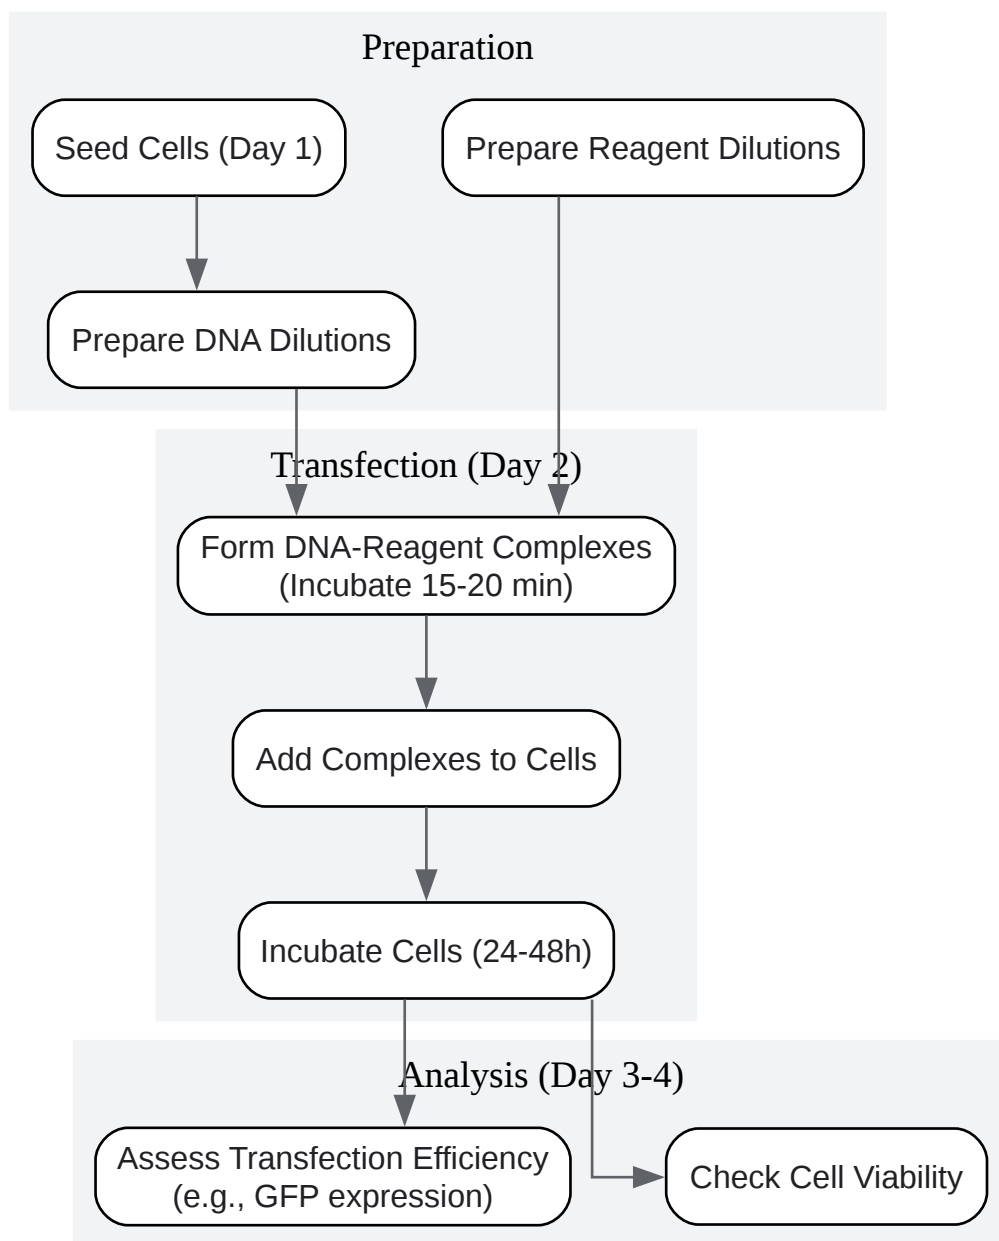 Preparation
Seed Cells (Day 1)
Prepare Reagent Dilutions
Prepare DNA Dilutions
Transfection (Day 2)
Form DNA-Reagent Complexes
(Incubate 15-20 min)
Add Complexes to Cells
Incubate Cells (24-48h)
Analysis (Day 3-4)
Assess Transfection Efficiency
(e.g., GFP expression)
Check Cell Viability